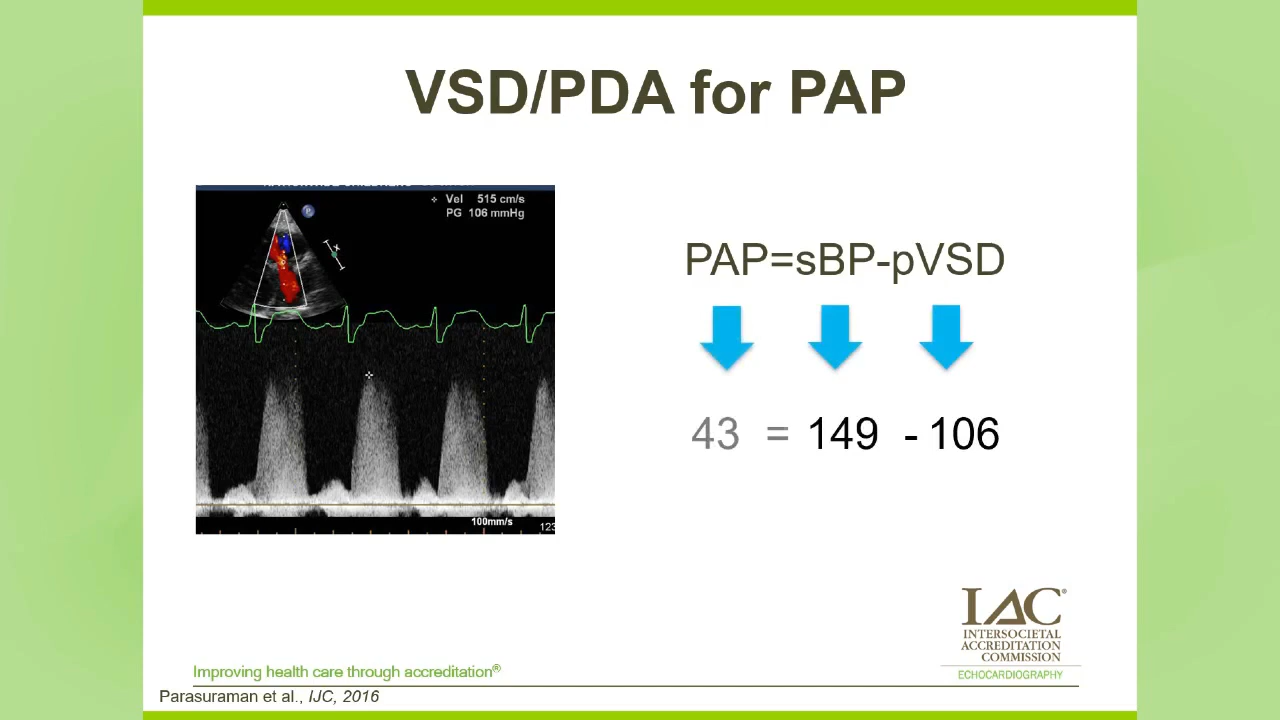 VSD/PDA for PAP
Vel 515 cm/s
PG 106 mmHg
100mm/s
123
PAP=sBP-pVSD
43 = 149 - 106
IAC®
INTERSOCIETAL
ACCREDITATION
COMMISSION
ECHOCARDIOGRAPHY
Improving health care through accreditation®
Parasuraman et al., IJC, 2016